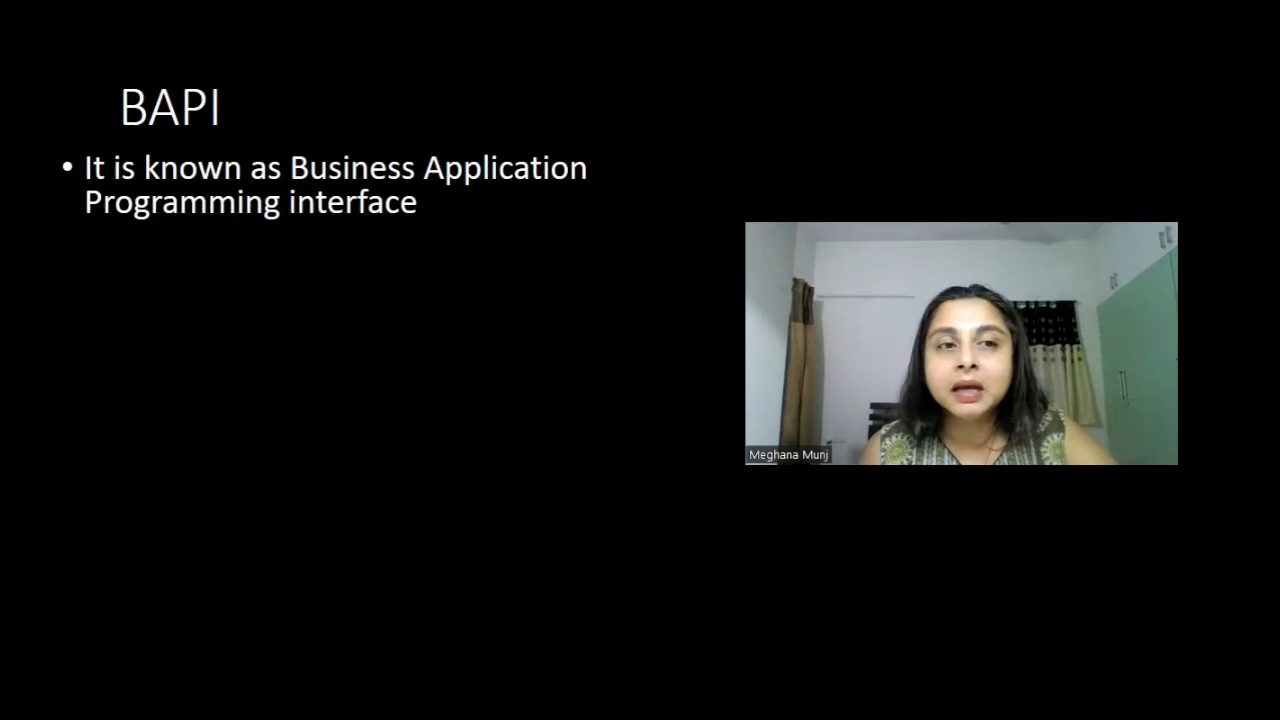 BAPI
• It is known as Business Application
Programming interface
Meghana Munj